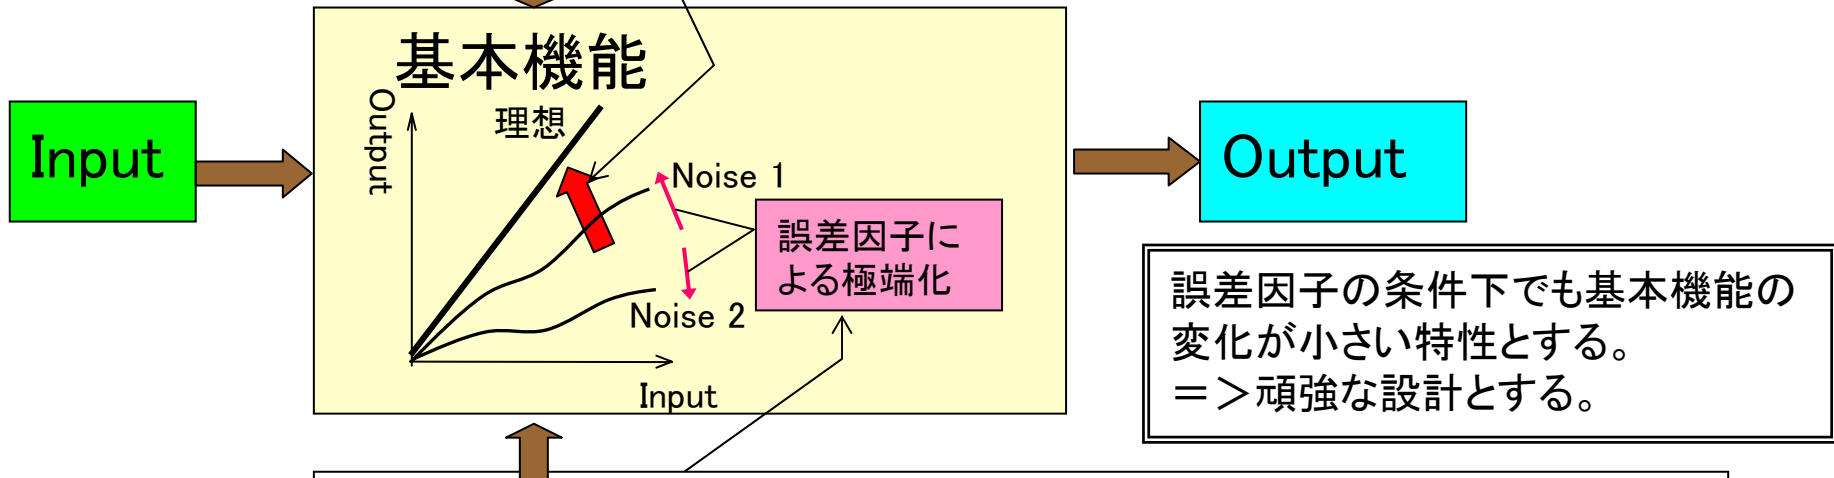 基本機能
Output
理想
Input
Noise 1
誤差因子に
よる極端化
Noise 2
Input
Output
誤差因子の条件下でも基本機能の
変化が小さい特性とする。
＝＞頑強な設計とする。